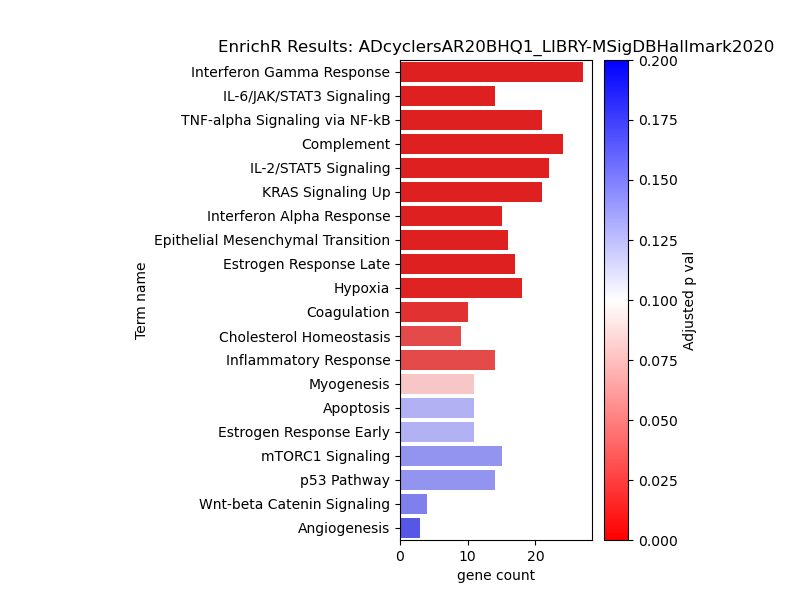 EnrichR Results: ADcyclersAR20BHQ1_LIBRY-MSigDBHallmark2020
Interferon Gamma Response
IL-6/JAK/STAT3 Signaling
TNF-alpha Signaling via NF-kB
Complement
IL-2/STAT5 Signaling
KRAS Signaling Up
Interferon Alpha Response
Epithelial Mesenchymal Transition
Estrogen Response Late
Hypoxia
Coagulation
Cholesterol Homeostasis
Inflammatory Response
Myogenesis
Apoptosis
Estrogen Response Early
mTORC1 Signaling
p53 Pathway
Wnt-beta Catenin Signaling
Angiogenesis
Term name
0 10 20
gene count
0.200
0.175
0.150
0.125
0.100
0.075
0.050
0.025
0.000
Adjusted p val